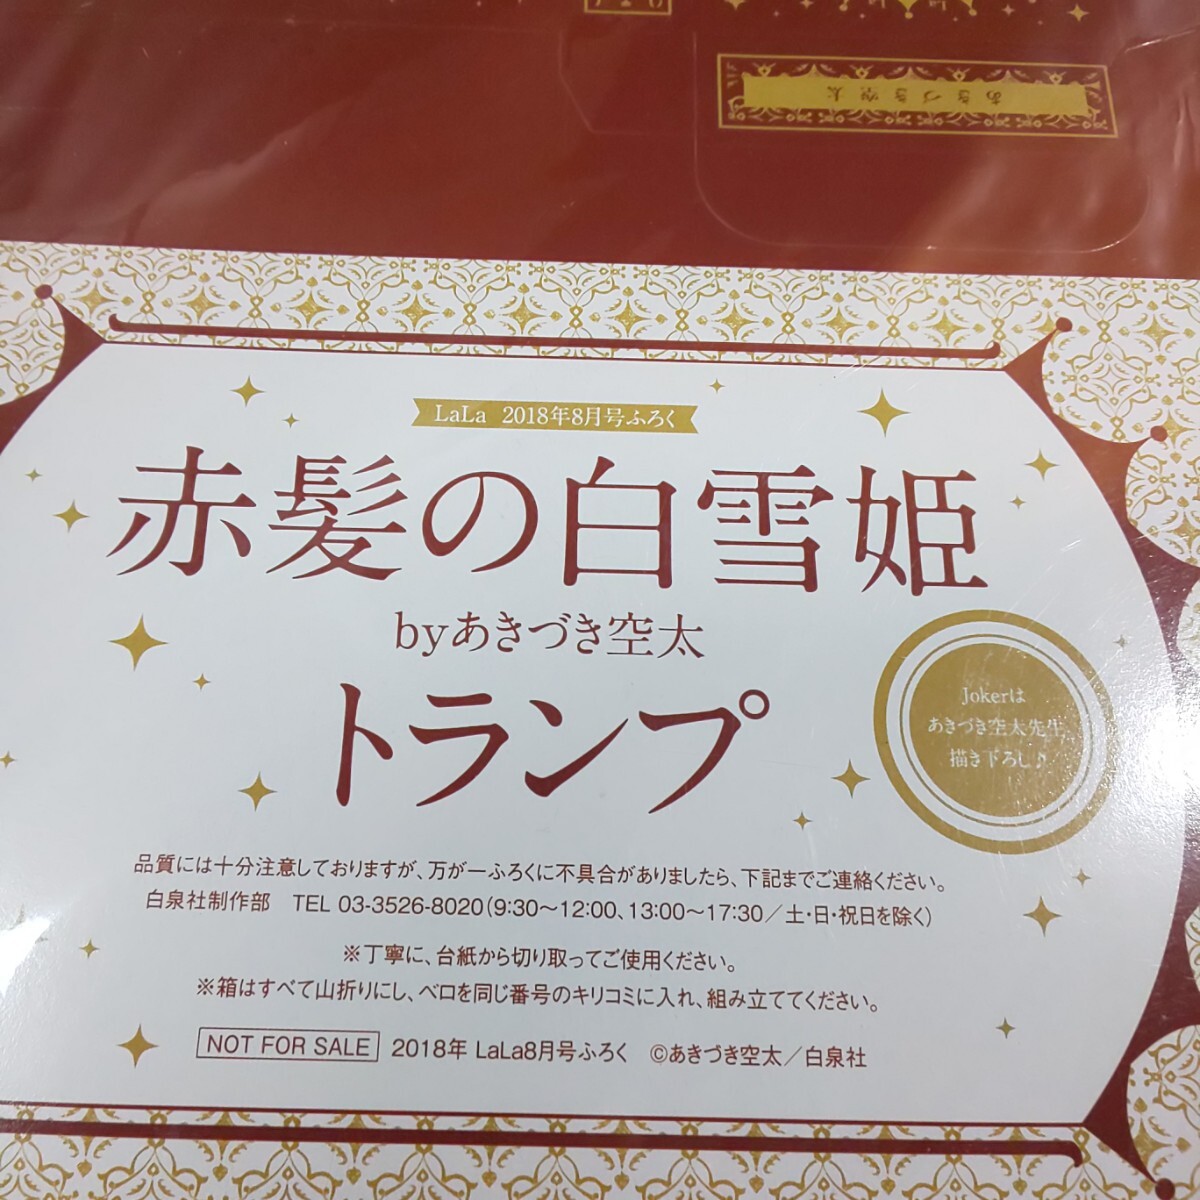 あきづき空太
LaLa 2018年8月号ふろく
赤髪の白雪姫
byあきづき空太
トランプ
Jokerは
あきづき空太先生
描き下ろし♪
品質には十分注意しておりますが、万が一ふろくに不具合がありましたら、下記までご連絡ください。
白泉社制作部 TEL 03-3526-8020（9:30〜12:00、13:00〜17:30／土・日・祝日を除く）
※丁寧に、台紙から切り取ってご使用ください。
※箱はすべて山折りにし、ベロを同じ番号のキリコミに入れ、組み立ててください。
NOT FOR SALE 2018年 LaLa8月号ふろく ©あきづき空太／白泉社